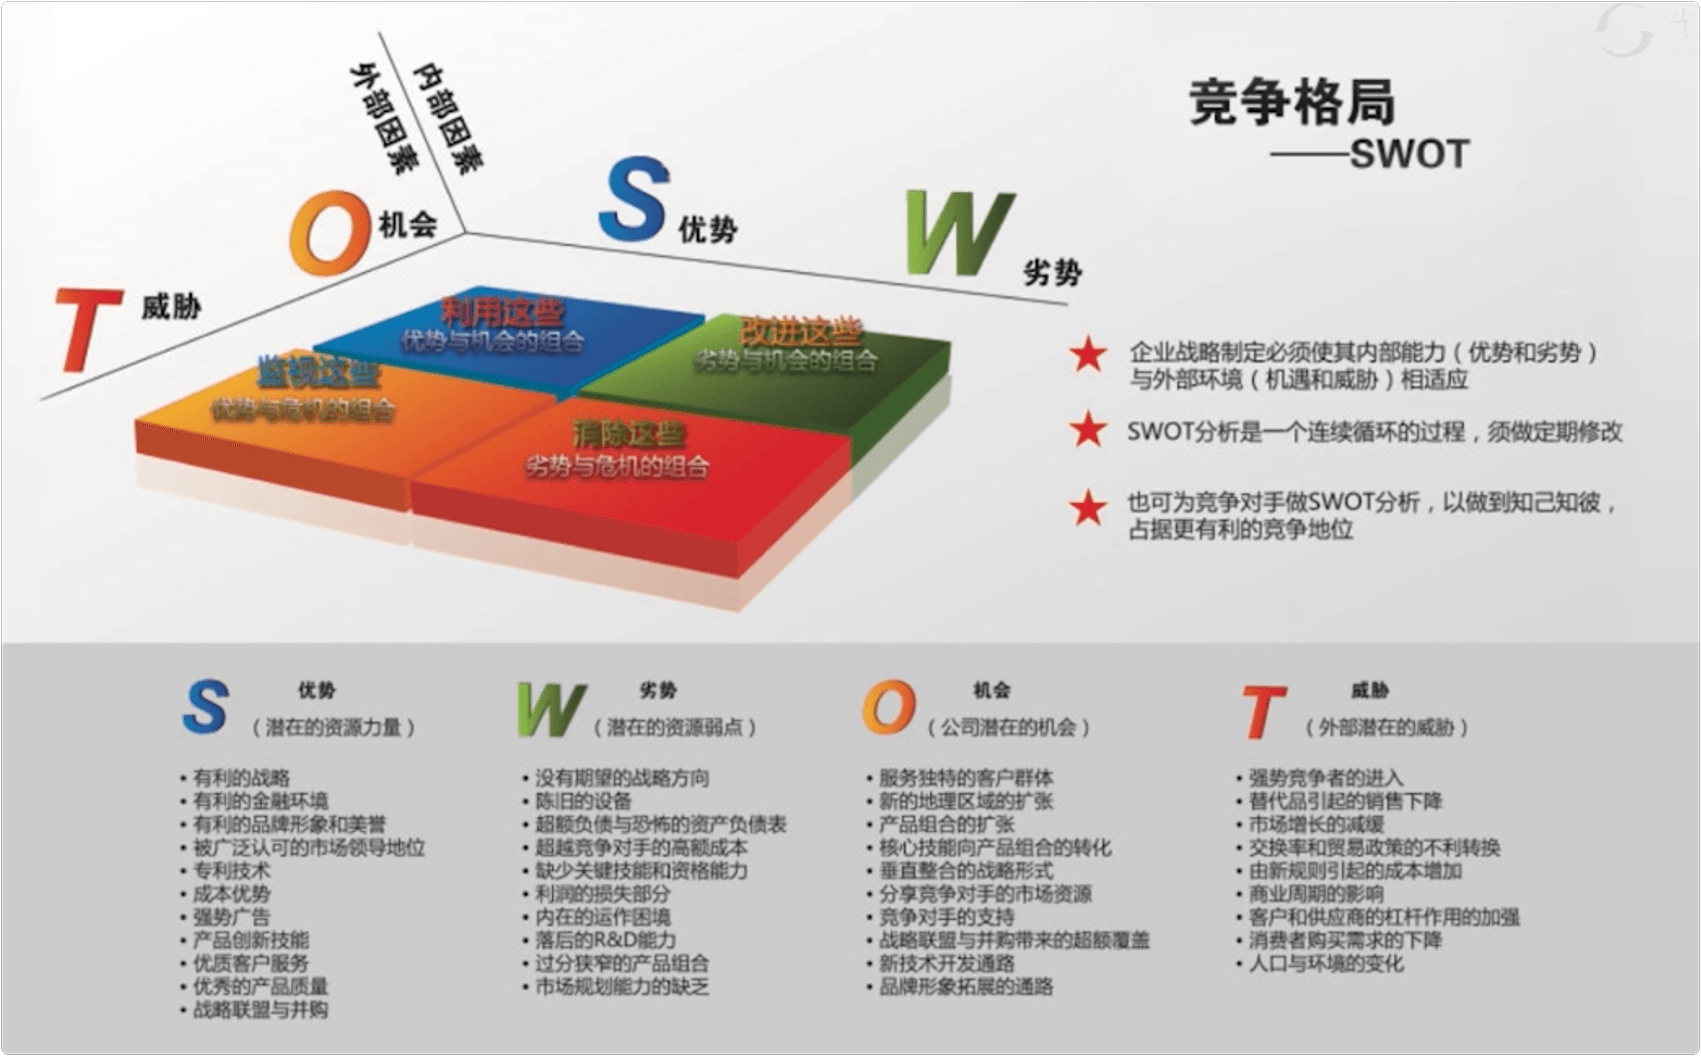 竞争格局
——SWOT
外部因素
内部因素
T 威胁
O 机会
S 优势
W 劣势
利用这些
优势与机会的组合
改进这些
劣势与机会的组合
监视这些
优势与危机的组合
消除这些
劣势与危机的组合
企业战略制定必须使其内部能力（优势和劣势）
与外部环境（机遇和威胁）相适应
SWOT分析是一个连续循环的过程，须做定期修改
也可为竞争对手做SWOT分析，以做到知己知彼，
占据更有利的竞争地位
S 优势
（潜在的资源力量）
• 有利的战略
• 有利的金融环境
• 有利的品牌形象和美誉
• 被广泛认可的市场领导地位
• 专利技术
• 成本优势
• 强势广告
• 产品创新技能
• 优质客户服务
• 优秀的产品质量
• 战略联盟与并购
W 劣势
（潜在的资源弱点）
• 没有期望的战略方向
• 陈旧的设备
• 超额负债与恐怖的资产负债表
• 超越竞争对手的高额成本
• 缺少关键技能和资格能力
• 利润的损失部分
• 内在的运作困境
• 落后的R&D能力
• 过分狭窄的产品组合
• 市场规划能力的缺乏
O 机会
（公司潜在的机会）
• 服务独特的客户群体
• 新的地理区域的扩张
• 产品组合的扩张
• 核心技能向产品组合的转化
• 垂直整合的战略形式
• 分享竞争对手的市场资源
• 竞争对手的支持
• 战略联盟与并购带来的超额覆盖
• 新技术开发通路
• 品牌形象拓展的通路
T 威胁
（外部潜在的威胁）
• 强势竞争者的进入
• 替代品引起的销售下降
• 市场增长的减缓
• 交换率和贸易政策的不利转换
• 由新规则引起的成本增加
• 商业周期的影响
• 客户和供应商的杠杆作用的加强
• 消费者购买需求的下降
• 人口与环境的变化